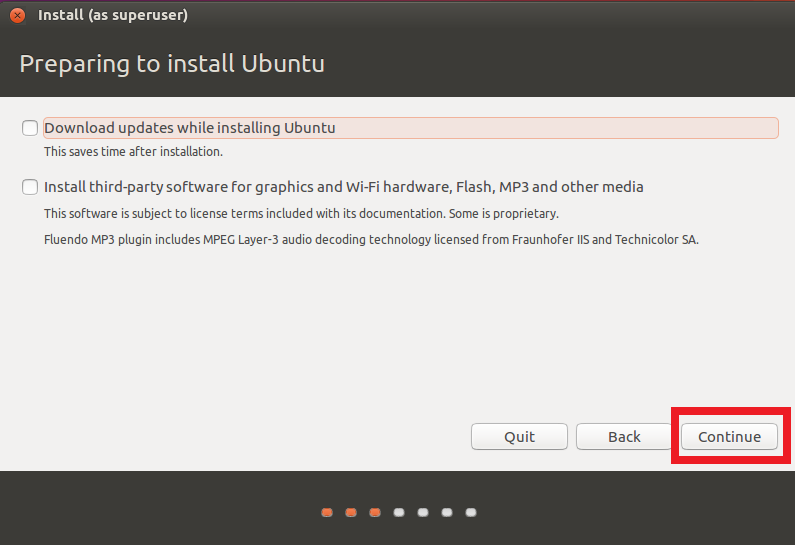 Install (as superuser)
Preparing to install Ubuntu
Download updates while installing Ubuntu
This saves time after installation.
Install third-party software for graphics and Wi-Fi hardware, Flash, MP3 and other media
This software is subject to license terms included with its documentation. Some is proprietary.
Fluendo MP3 plugin includes MPEG Layer-3 audio decoding technology licensed from Fraunhofer IIS and Technicolor SA.
Quit Back Continue